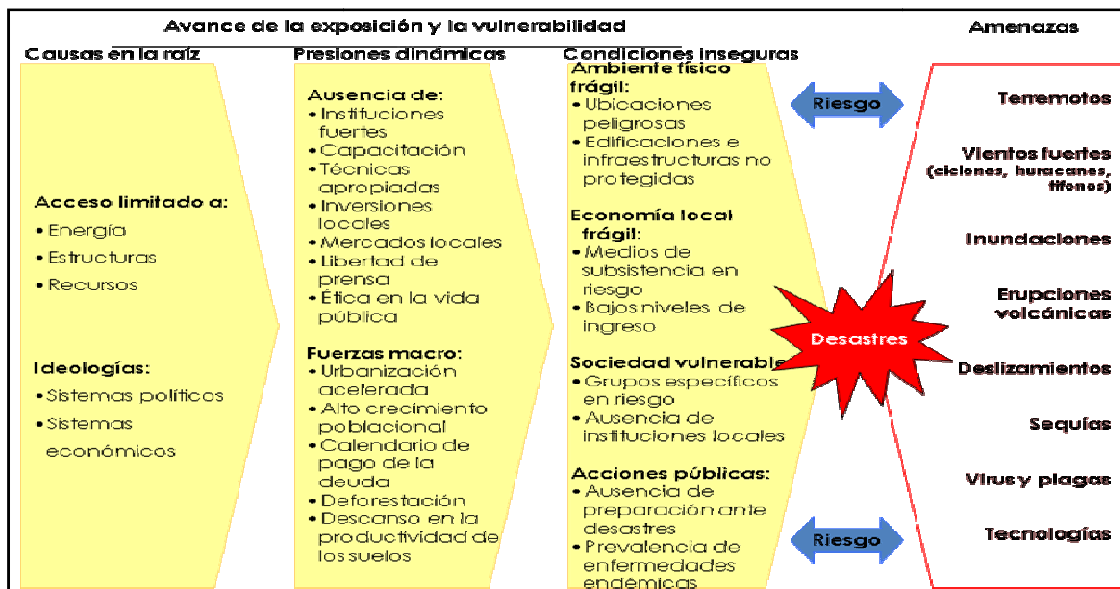 Avance de la exposición y la vulnerabilidad
Amenazas
Causas en la raíz
Presiones dinámicas
Condiciones inseguras
Acceso limitado a:
• Energía
• Estructuras
• Recursos
Ideologías:
• Sistemas políticos
• Sistemas
económicos
Ausencia de:
• Instituciones
fuertes
• Capacitación
• Técnicas
apropiadas
• Inversiones
locales
• Mercados locales
• Libertad de
prensa
• Ética en la vida
pública
Fuerzas macro:
• Urbanización
acelerada
• Alto crecimiento
poblacional
• Calendario de
pago de la
deuda
• Deforestación
• Descanso en la
productividad de
los suelos
Ambiente físico
frágil:
• Ubicaciones
peligrosas
• Edificaciones e
infraestructuras no
protegidas
Economía local
frágil:
• Medios de
subsistencia en
riesgo
• Bajos niveles de
ingreso
Sociedad vulnerable
• Grupos específicos
en riesgo
• Ausencia de
instituciones locales
Acciones públicas:
• Ausencia de
preparación ante
desastres
• Prevalencia de
enfermedades
endémicas
Riesgo
Desastres
Riesgo
Terremotos
Vientos fuertes
(ciclones, huracanes,
tifones)
Inundaciones
Erupciones
volcánicas
Deslizamientos
Sequías
Virus y plagas
Tecnologías